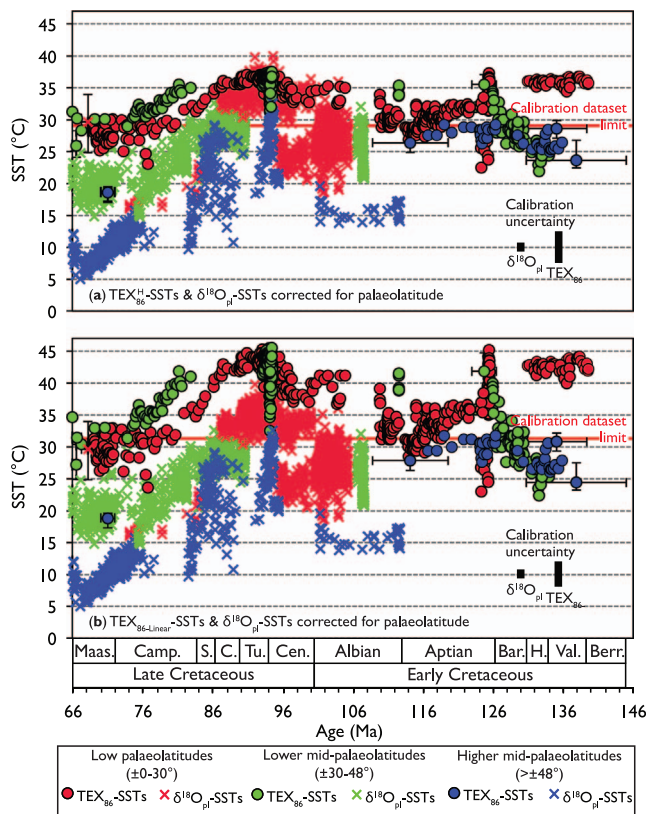 45
40
35
30
25
20
15
10
5
0
SST (°C)
Calibration dataset
limit
Calibration
uncertainty
δ¹⁸Opl TEX86
(a) TEX86^H-SSTs & δ¹⁸Opl-SSTs corrected for palaeolatitude
45
40
35
30
25
20
15
10
5
0
SST (°C)
Calibration dataset
limit
Calibration
uncertainty
δ¹⁸Opl TEX86
(b) TEX86-Linear-SSTs & δ¹⁸Opl-SSTs corrected for palaeolatitude
Maas. Camp. S. C. Tu. Cen. Albian Aptian Bar. H. Val. Berr.
Late Cretaceous Early Cretaceous
66 76 86 96 106 116 126 136 146
Age (Ma)
Low palaeolatitudes Lower mid-palaeolatitudes Higher mid-palaeolatitudes
(±0-30°) (±30-48°) (>±48°)
TEX86-SSTs δ¹⁸Opl-SSTs TEX86-SSTs δ¹⁸Opl-SSTs TEX86-SSTs δ¹⁸Opl-SSTs